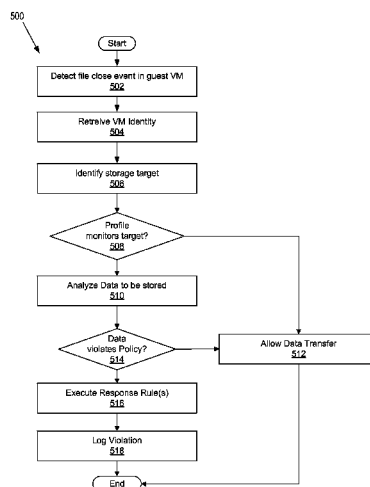 500
Start
Detect file close event in guest VM
502
Retreive VM Identity
504
Identify storage target
506
Profile
monitors target?
508
Analyze Data to be stored
510
Data
violates Policy?
514
Allow Data Transfer
512
Execute Response Rule(s)
516
Log Violation
518
End